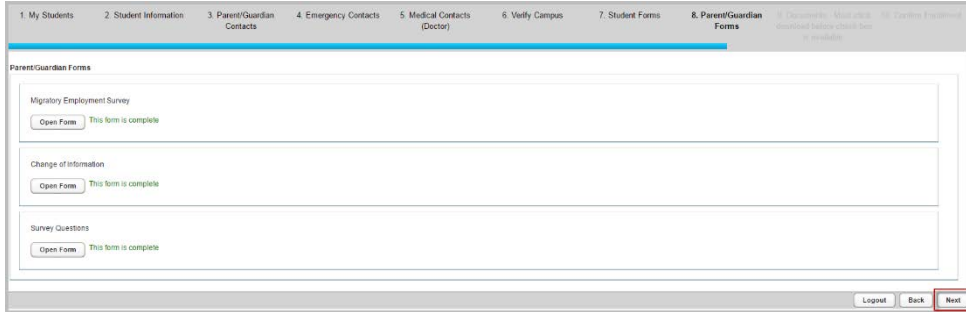 1. My Students
2. Student Information
3. Parent/Guardian
Contacts
4. Emergency Contacts
5. Medical Contacts
(Doctor)
6. Verify Campus
7. Student Forms
8. Parent/Guardian
Forms
is available
Parent/Guardian Forms
Migratory Employment Survey
Open Form This form is complete
Change of Information
Open Form This form is complete
Survey Questions
Open Form This form is complete
Logout Back Next